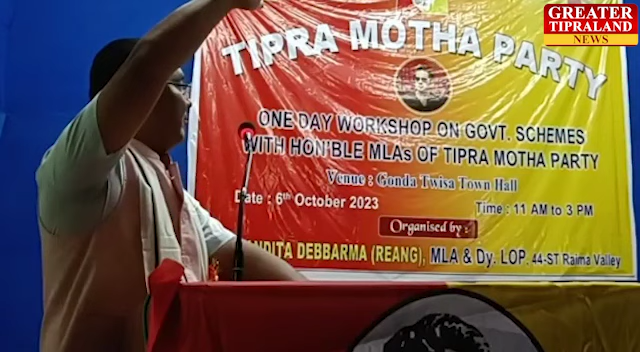 GREATER
TIPRALAND
NEWS
TIPRA MOTHA PARTY
ONE DAY WORKSHOP ON GOVT. SCHEMES
WITH HON'BLE MLAs OF TIPRA MOTHA PARTY
Venue : Gonda Twisa Town Hall
Date : 6th October 2023
Time : 11 AM to 3 PM
Organised by :
DEBBARMA (REANG), MLA & Dy. LOP. 44-ST Raima Valley